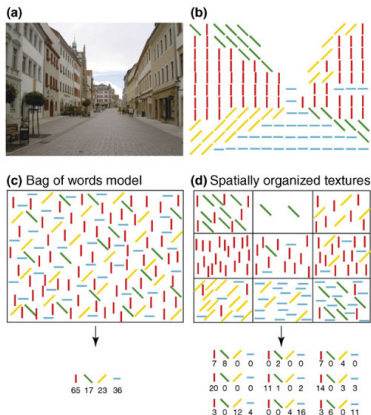 (a)
(b)
(c) Bag of words model
(d) Spatially organized textures
65 17 23 36
7 8 0 0
0 2 0 0
7 0 4 0
20 0 0 0
11 1 0 2
14 0 3 3
3 0 12 4
0 0 4 16
3 6 0 11